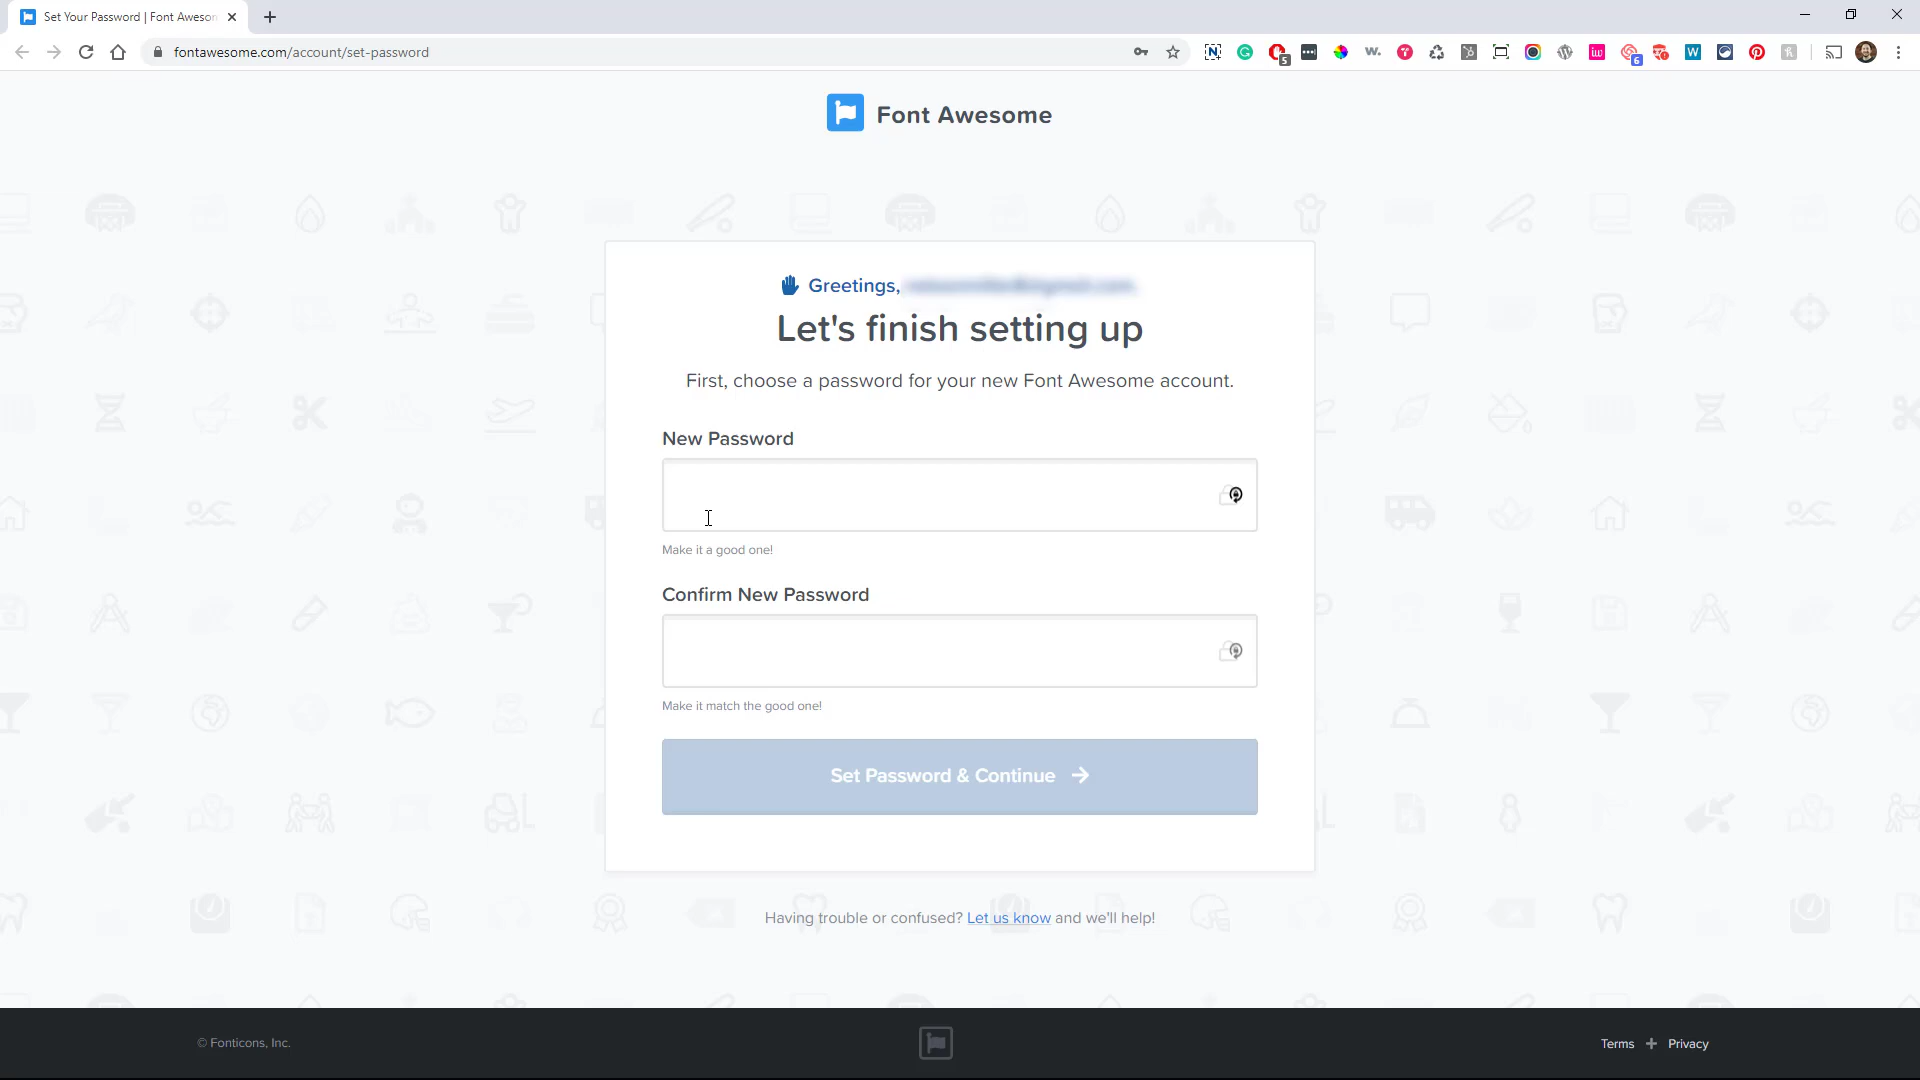 Set Your Password | Font Aweson
fontawesome.com/account/set-password
5
6
Font Awesome
Greetings,
Let's finish setting up
First, choose a password for your new Font Awesome account.
New Password
Make it a good one!
Confirm New Password
Make it match the good one!
Set Password & Continue
Having trouble or confused? Let us know and we'll help!
© Fonticons, Inc.
Terms
Privacy